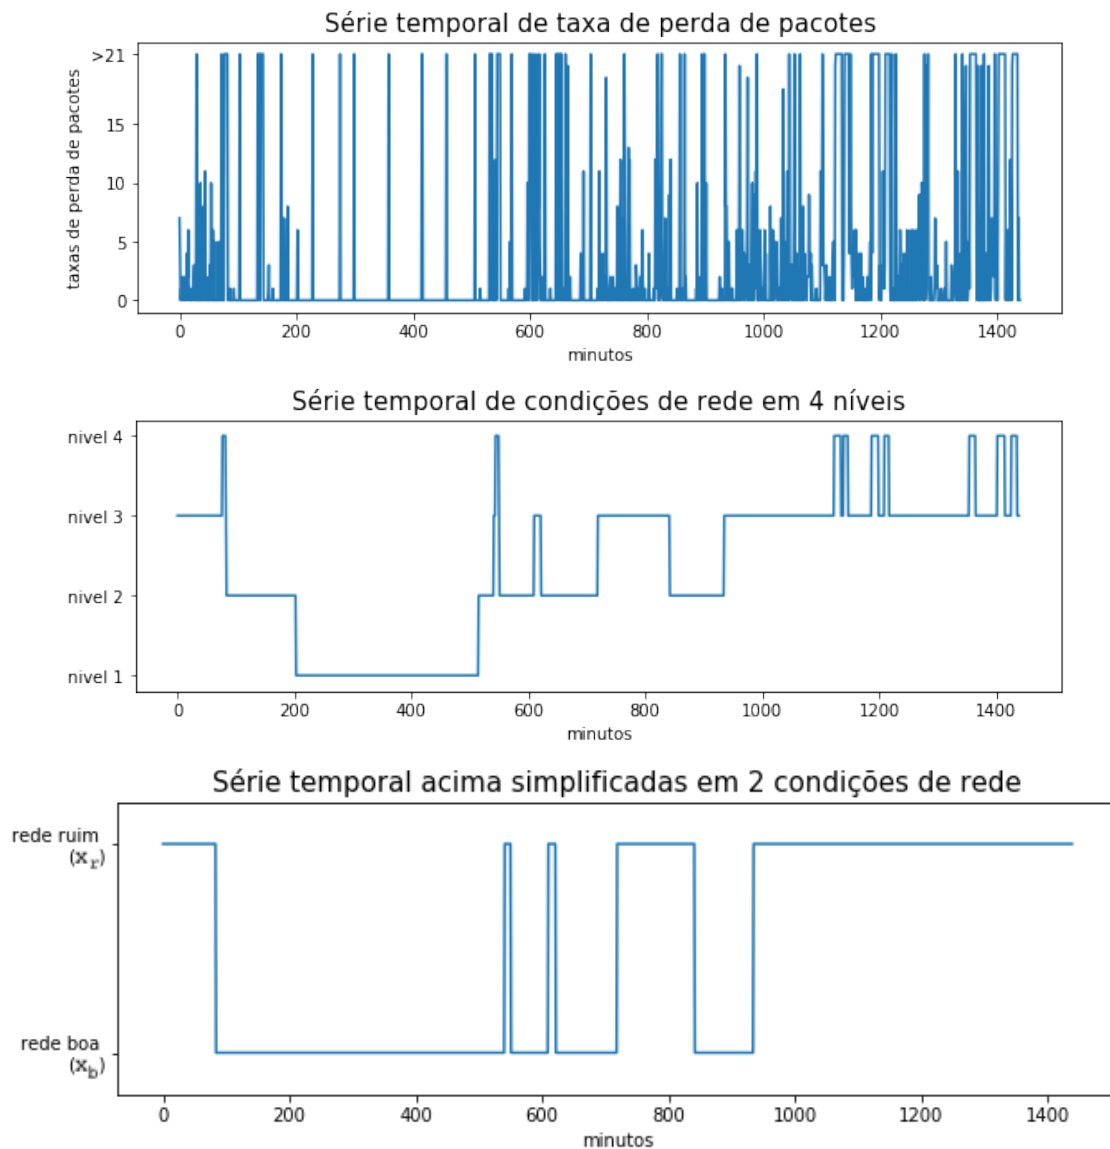 Série temporal de taxa de perda de pacotes
taxas de perda de pacotes
>21
15
10
5
0
0 200 400 600 800 1000 1200 1400
minutos
Série temporal de condições de rede em 4 níveis
nivel 4
nivel 3
nivel 2
nivel 1
0 200 400 600 800 1000 1200 1400
minutos
Série temporal acima simplificadas em 2 condições de rede
rede ruim
(x_r)
rede boa
(x_b)
0 200 400 600 800 1000 1200 1400
minutos